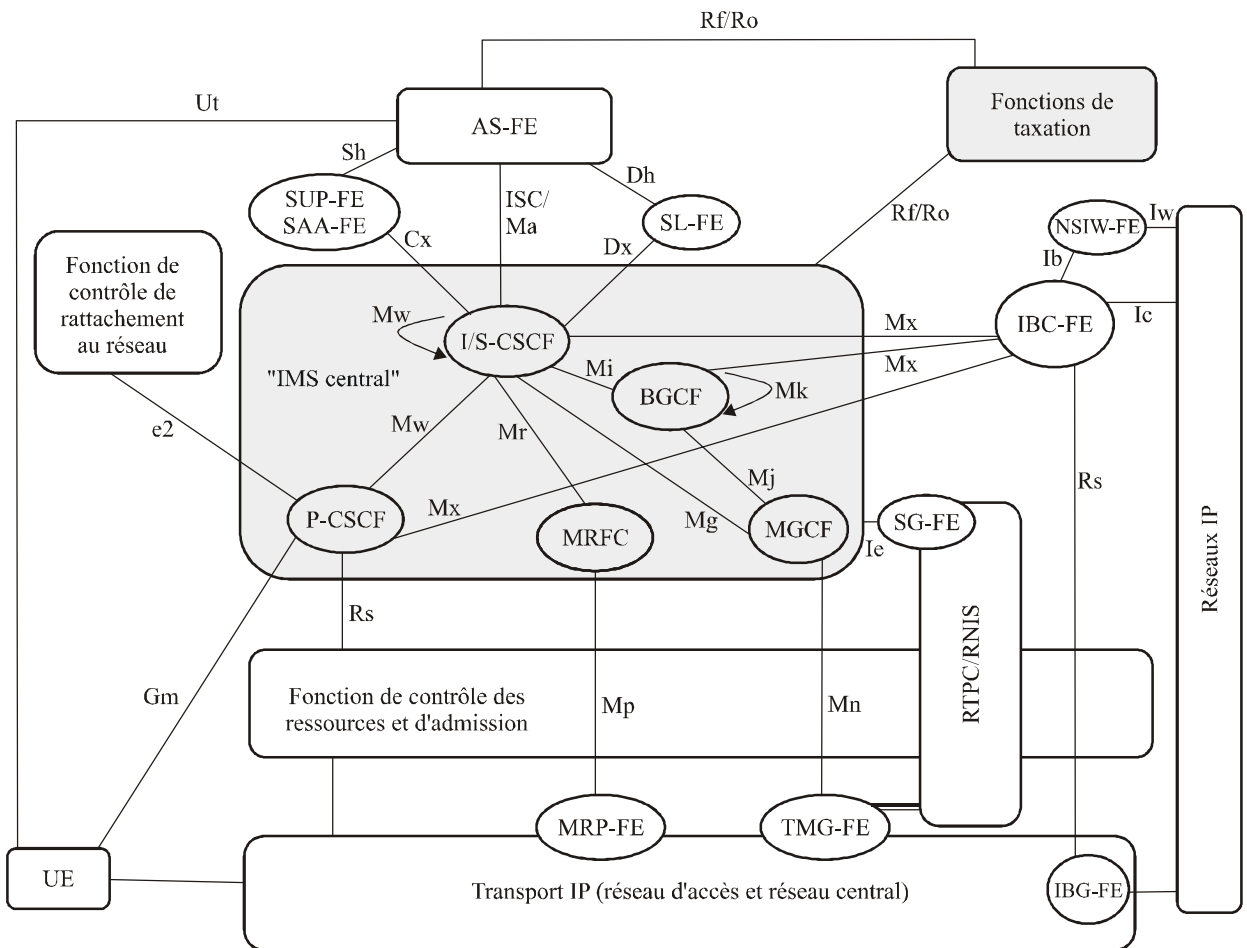 Rf/Ro
Ut
AS-FE
Fonctions de
taxation
Sh
Dh
SUP-FE
SAA-FE
ISC/
Ma
SL-FE
Rf/Ro
NSIW-FE
Iw
Cx
Dx
Ib
Fonction de
contrôle de
rattachement
au réseau
Mw
I/S-CSCF
Mx
IBC-FE
Ic
"IMS central"
Mi
Mx
BGCF
Mk
e2
Mw
Mr
Mj
Rs
P-CSCF
Mx
MRFC
Mg
MGCF
SG-FE
Ie
Réseaux IP
Rs
RTPC/RNIS
Gm
Fonction de contrôle des
ressources et d'admission
Mp
Mn
MRP-FE
TMG-FE
UE
Transport IP (réseau d'accès et réseau central)
IBG-FE